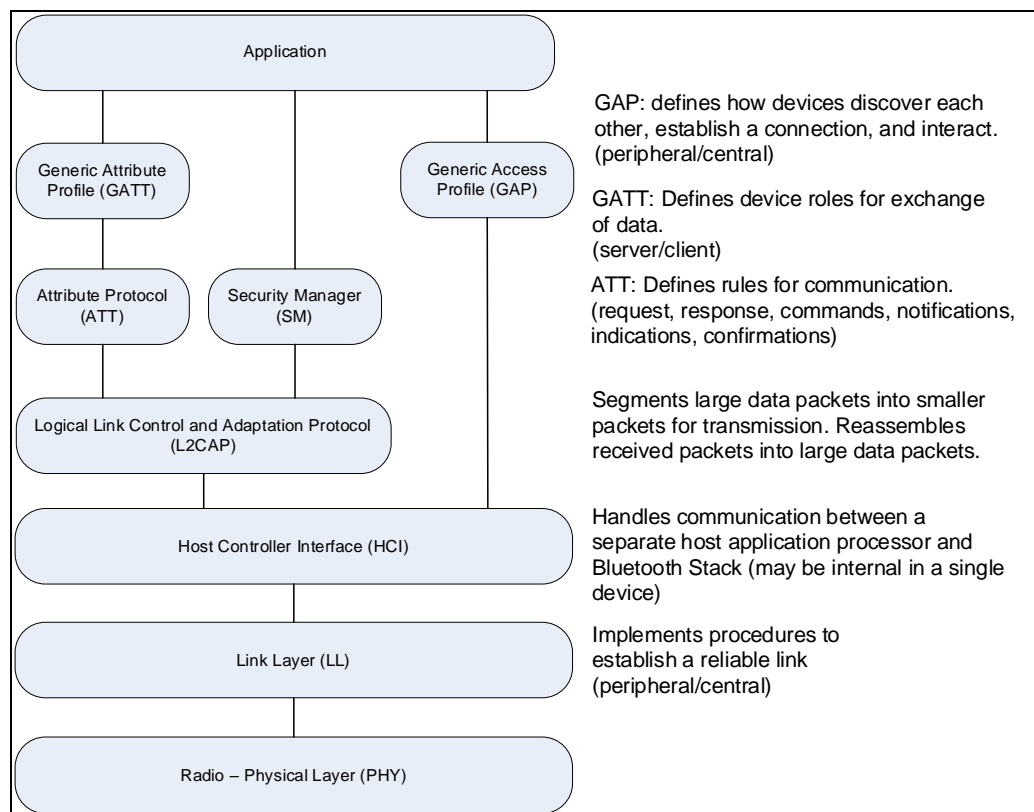 Application
GAP: defines how devices discover each
other, establish a connection, and interact.
(peripheral/central)
Generic Attribute
Profile (GATT)
Generic Access
Profile (GAP)
GATT: Defines device roles for exchange
of data.
(server/client)
Attribute Protocol
(ATT)
Security Manager
(SM)
ATT: Defines rules for communication.
(request, response, commands, notifications,
indications, confirmations)
Logical Link Control and Adaptation Protocol
(L2CAP)
Segments large data packets into smaller
packets for transmission. Reassembles
received packets into large data packets.
Host Controller Interface (HCI)
Handles communication between a
separate host application processor and
Bluetooth Stack (may be internal in a single
device)
Link Layer (LL)
Implements procedures to
establish a reliable link
(peripheral/central)
Radio – Physical Layer (PHY)